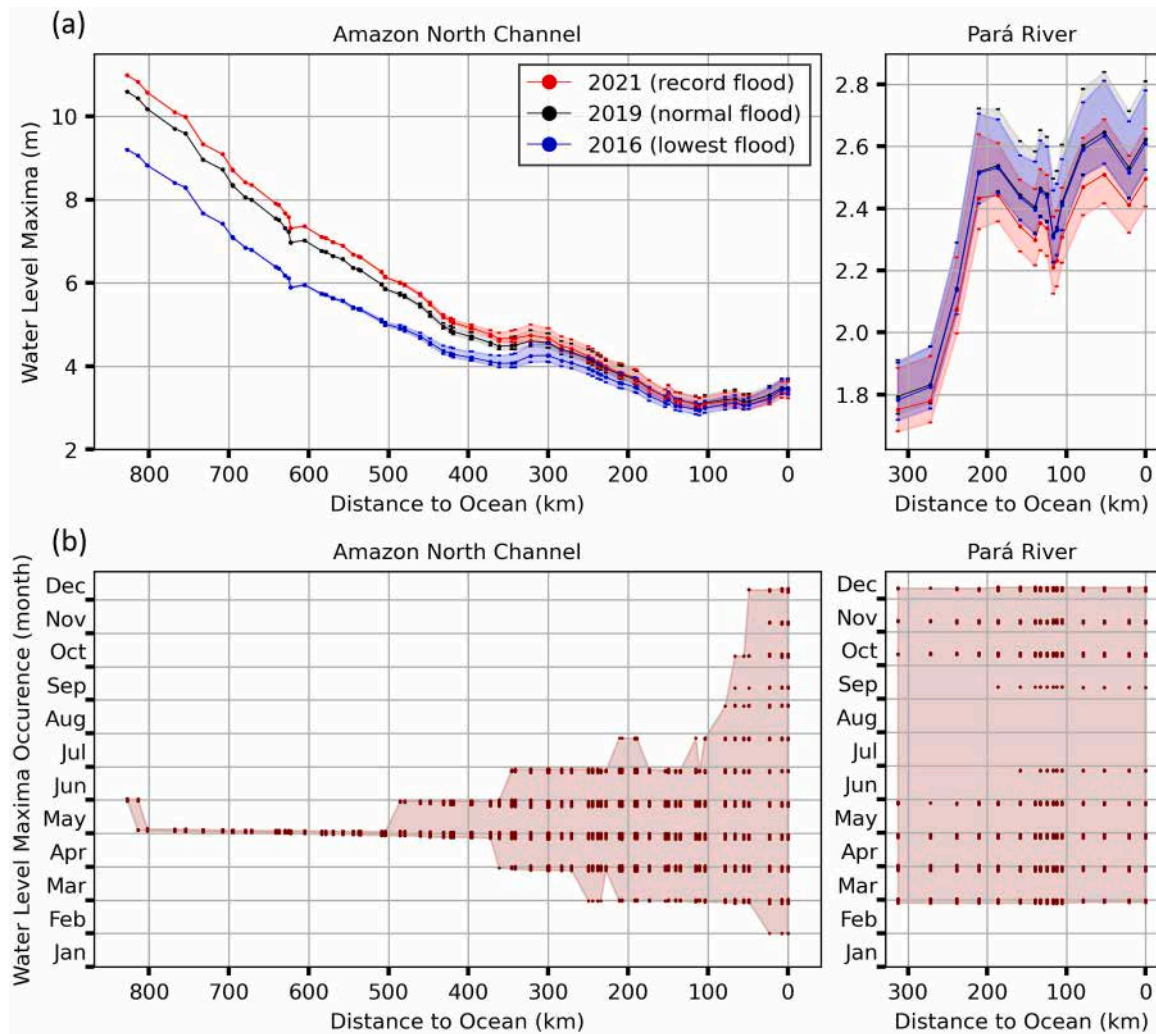 (a)
Amazon North Channel
Pará River
Water Level Maxima (m)
10
8
6
4
2
2021 (record flood)
2019 (normal flood)
2016 (lowest flood)
2.8
2.6
2.4
2.2
2.0
1.8
800 700 600 500 400 300 200 100 0
300 200 100 0
Distance to Ocean (km)
Distance to Ocean (km)
(b)
Amazon North Channel
Pará River
Water Level Maxima Occurence (month)
Dec
Nov
Oct
Sep
Aug
Jul
Jun
May
Apr
Mar
Feb
Jan
Dec
Nov
Oct
Sep
Aug
Jul
Jun
May
Apr
Mar
Feb
Jan
800 700 600 500 400 300 200 100 0
300 200 100 0
Distance to Ocean (km)
Distance to Ocean (km)